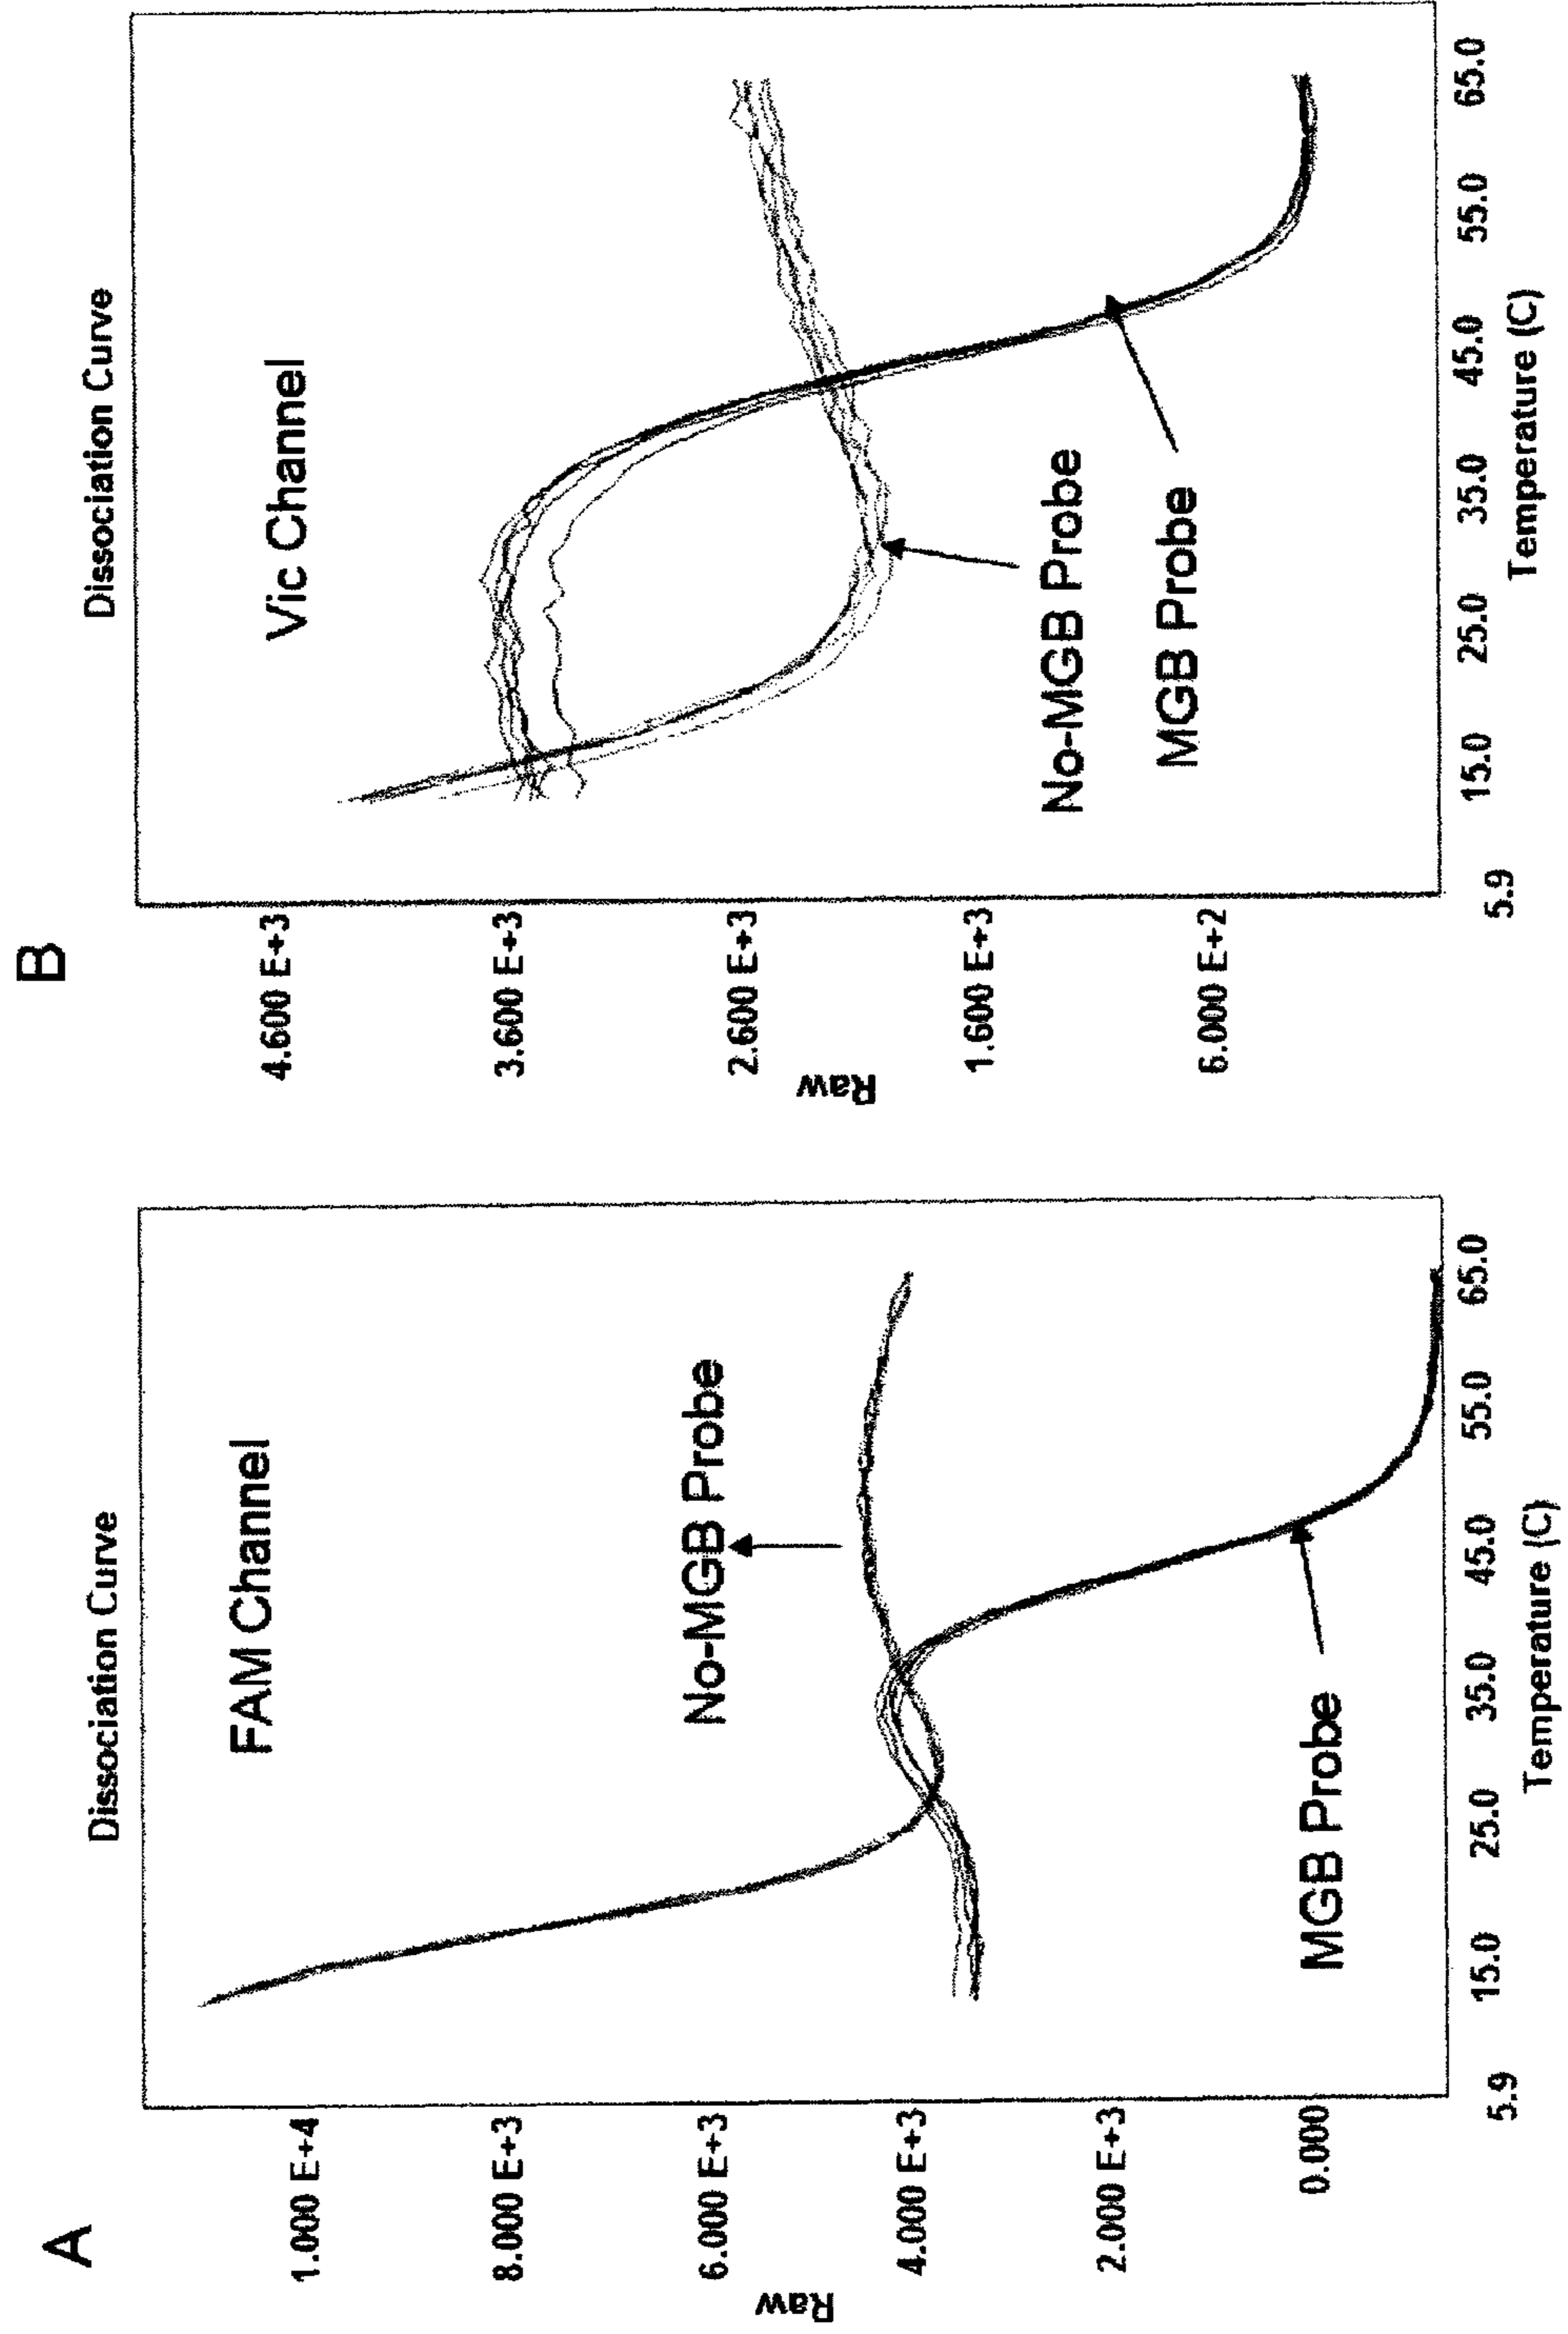 A
Dissociation Curve
FAM Channel
No-MGB Probe
MGB Probe
Raw
1.000 E+4
8.000 E+3
6.000 E+3
4.000 E+3
2.000 E+3
0.000
5.9
15.0
25.0
35.0
45.0
55.0
65.0
Temperature (C)
B
Dissociation Curve
Vic Channel
No-MGB Probe
MGB Probe
Raw
4.600 E+3
3.600 E+3
2.600 E+3
1.600 E+3
6.000 E+2
5.9
15.0
25.0
35.0
45.0
55.0
65.0
Temperature (C)